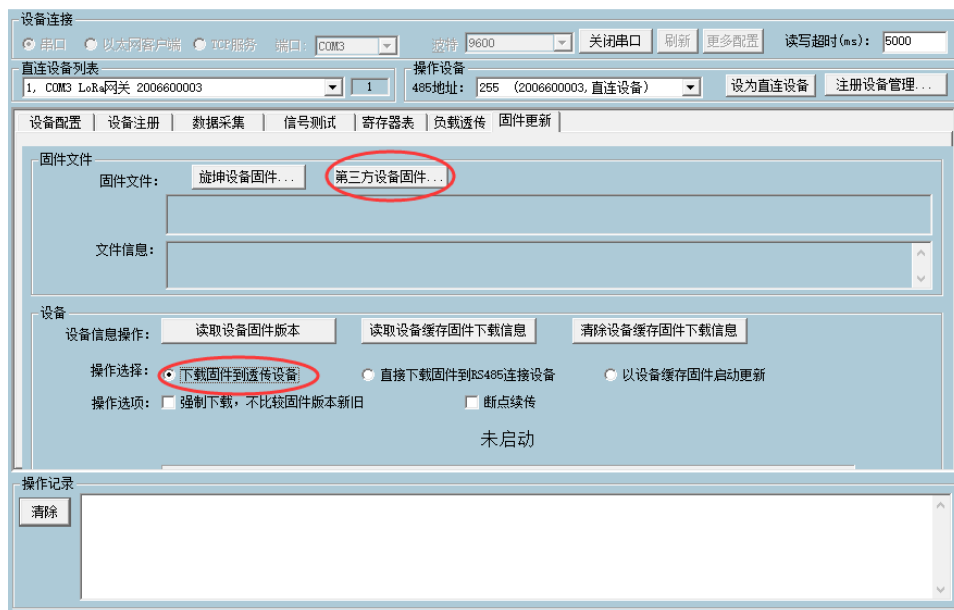 设备连接
串口 以太网客户端 TCP服务 端口: COM3 波特 9600 关闭串口 刷新 更多配置 读写超时(ms): 5000
直连设备列表 操作设备
1, COM3 LoRa网关 2006600003 1 485地址: 255 (2006600003,直连设备) 设为直连设备 注册设备管理...
设备配置 设备注册 数据采集 信号测试 寄存器表 负载透传 固件更新
固件文件
固件文件: 旋坤设备固件... 第三方设备固件...
文件信息:
设备
设备信息操作: 读取设备固件版本 读取设备缓存固件下载信息 清除设备缓存固件下载信息
操作选择: 下载固件到透传设备 直接下载固件到RS485连接设备 以设备缓存固件启动更新
操作选项: 强制下载，不比较固件版本新旧 断点续传
未启动
操作记录
清除